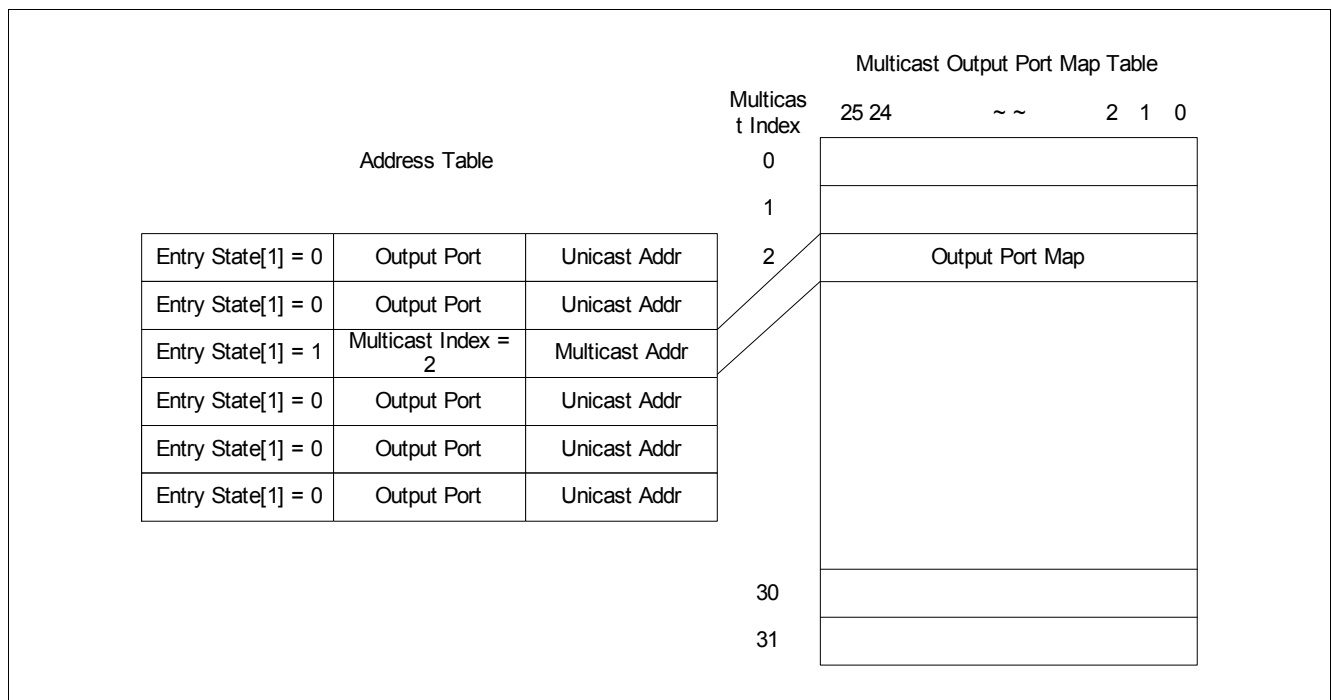 Multicast Output Port Map Table
Multicas
t Index
25 24 ~ ~ 2 1 0
Address Table
0
1
Entry State[1] = 0 Output Port Unicast Addr
2 Output Port Map
Entry State[1] = 0 Output Port Unicast Addr
Entry State[1] = 1 Multicast Index =
2 Multicast Addr
Entry State[1] = 0 Output Port Unicast Addr
Entry State[1] = 0 Output Port Unicast Addr
Entry State[1] = 0 Output Port Unicast Addr
30
31